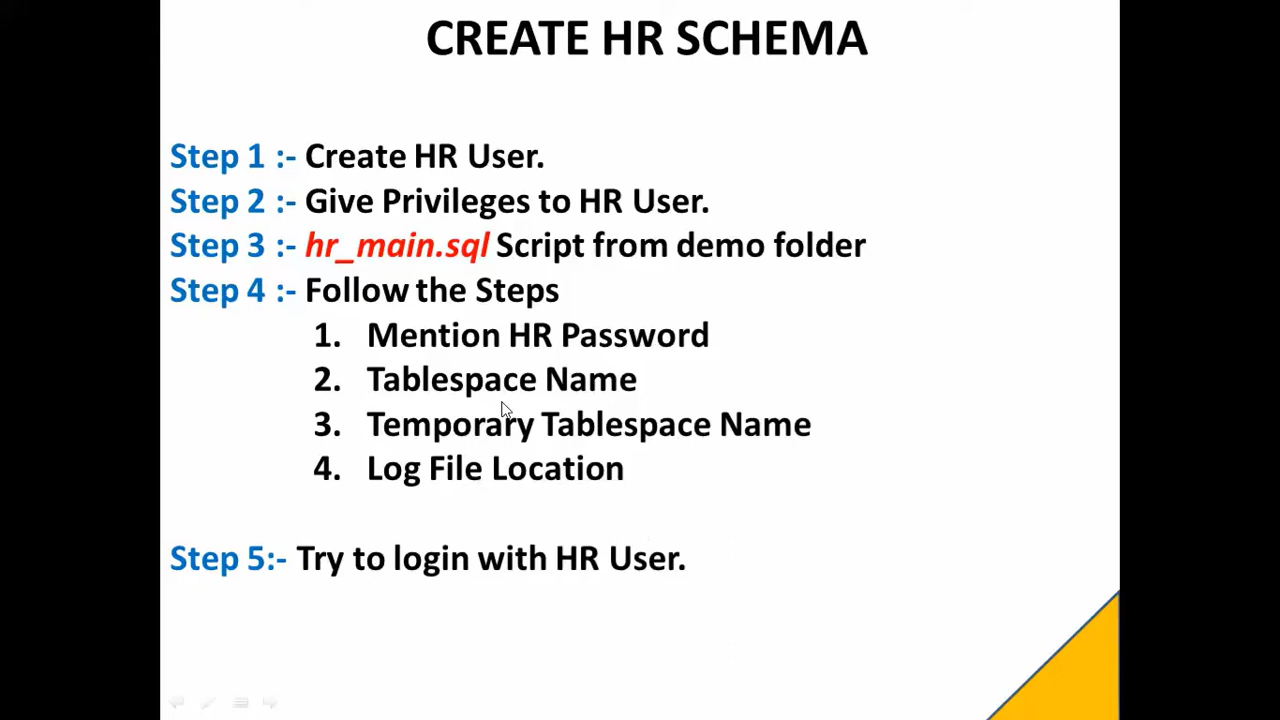 CREATE HR SCHEMA
Step 1 :- Create HR User.
Step 2 :- Give Privileges to HR User.
Step 3 :- hr_main.sql Script from demo folder
Step 4 :- Follow the Steps
1. Mention HR Password
2. Tablespace Name
3. Temporary Tablespace Name
4. Log File Location
Step 5:- Try to login with HR User.